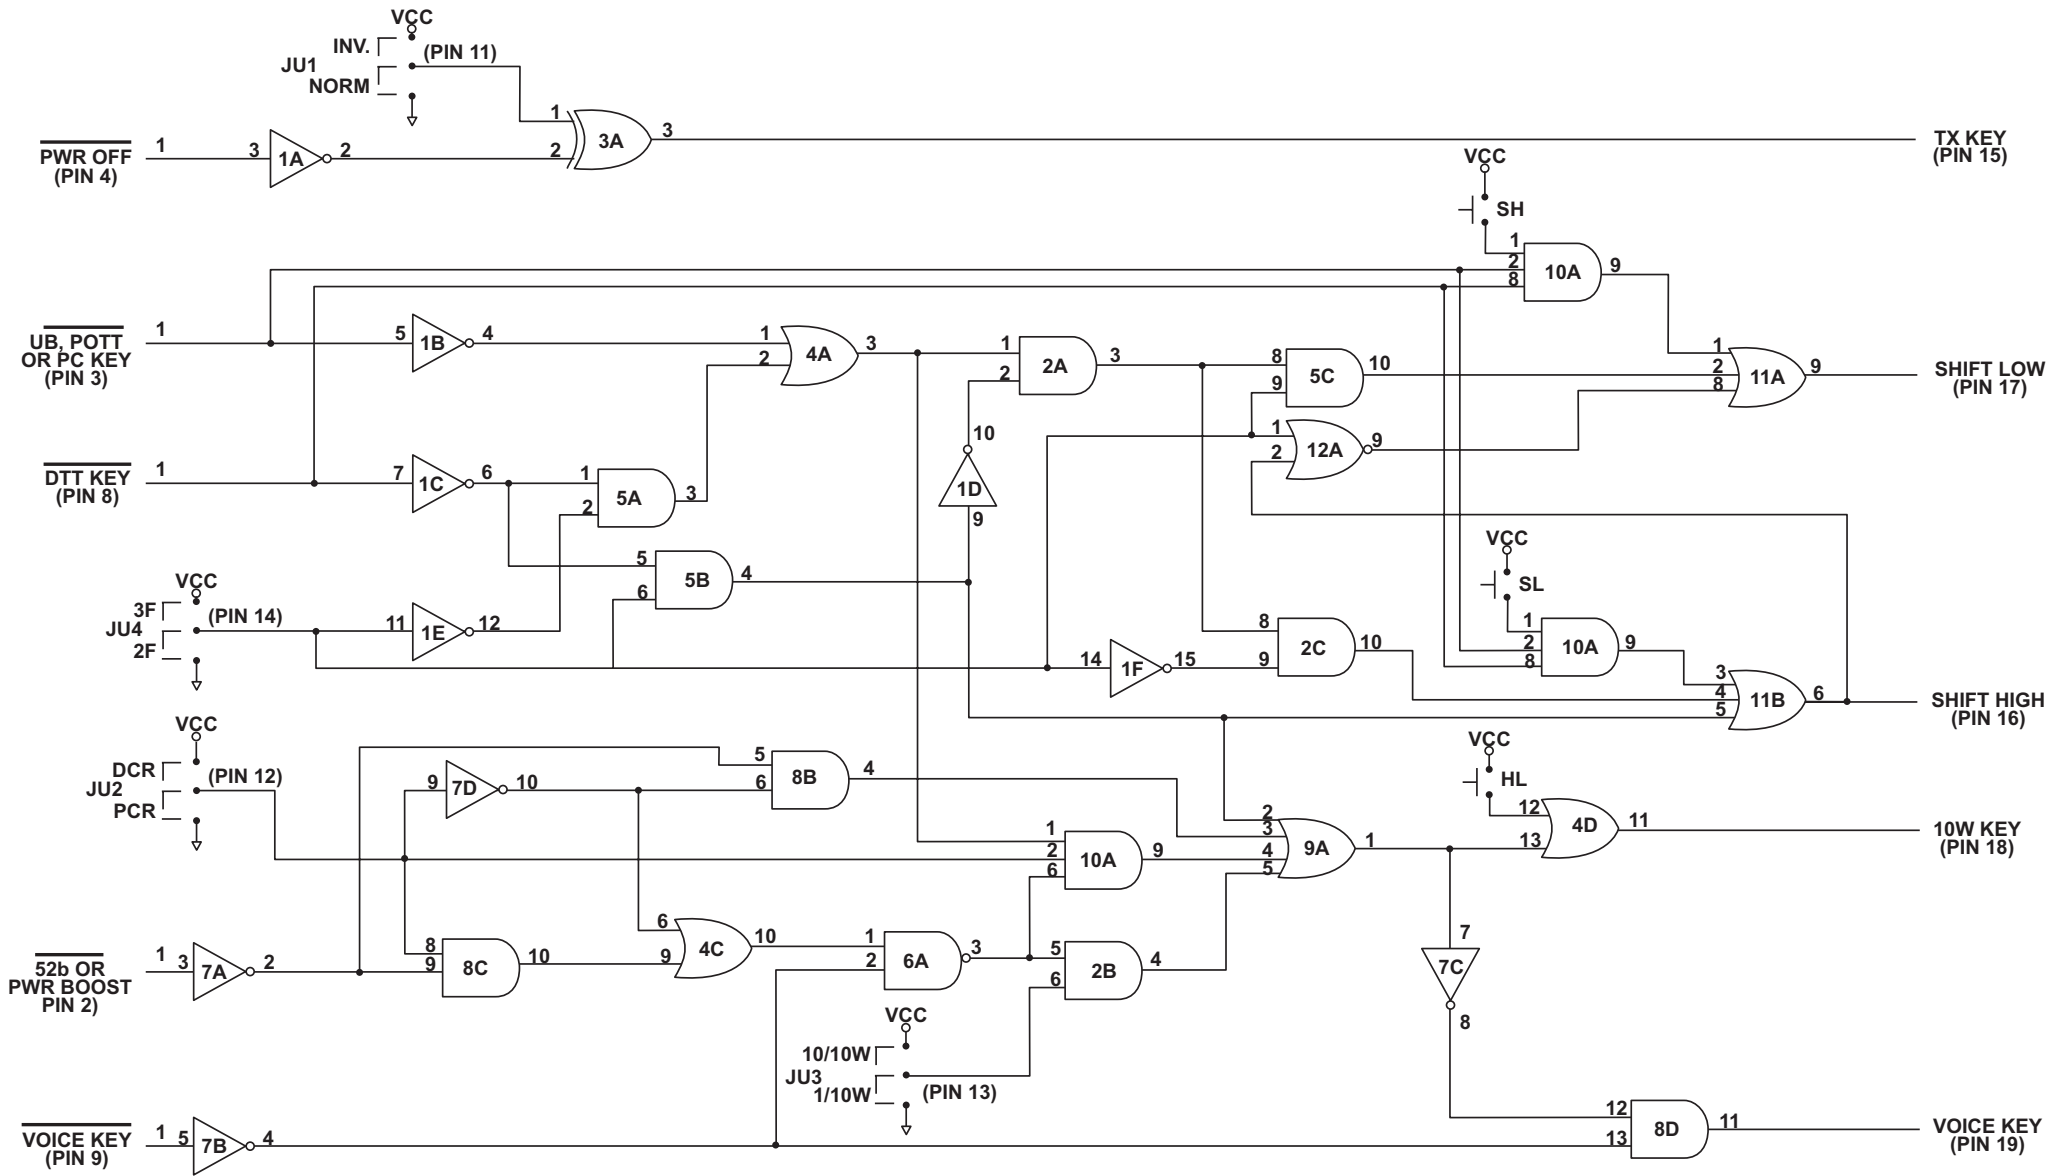 VCC
INV.
(PIN 11)
JU1
NORM
1
3A
3
TX KEY
(PIN 15)
PWR OFF
(PIN 4)
1
3
1A
2
2
VCC
SH
1
2
10A
9
8
UB, POTT
OR PC KEY
(PIN 3)
1
5
1B
4
1
2
4A
3
1
2
2A
3
8
9
5C
10
1
2
8
11A
9
SHIFT LOW
(PIN 17)
1
2
12A
9
10
1D
9
DTT KEY
(PIN 8)
1
7
1C
6
1
2
5A
3
5
6
5B
4
VCC
SL
VCC
3F
(PIN 14)
JU4
2F
11
1E
12
14
1F
15
8
9
2C
10
1
2
8
10A
9
3
4
5
11B
6
SHIFT HIGH
(PIN 16)
VCC
DCR
(PIN 12)
JU2
PCR
9
7D
10
5
6
8B
4
VCC
HL
12
13
4D
11
10W KEY
(PIN 18)
1
2
6
10A
9
2
3
4
5
9A
1
52b OR
PWR BOOST
PIN 2)
1
3
7A
2
8
9
8C
10
6
9
4C
10
1
2
6A
3
5
6
2B
4
7
7C
8
VCC
10/10W
JU3
1/10W
(PIN 13)
VOICE KEY
(PIN 9)
1
5
7B
4
12
13
8D
11
VOICE KEY
(PIN 19)